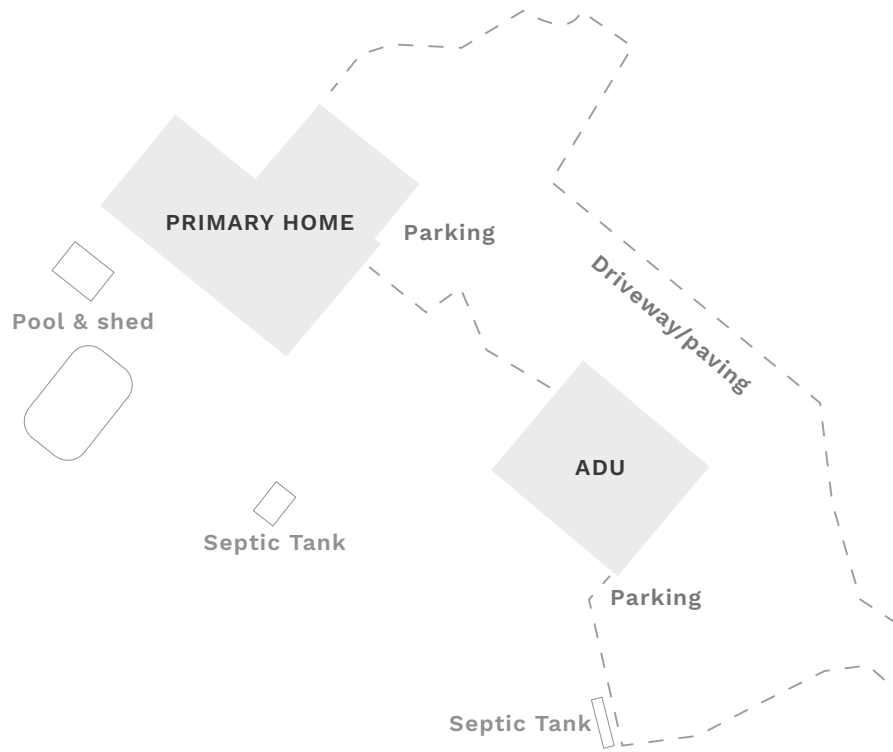 PRIMARY HOME
Parking
Driveway/paving
Pool & shed
ADU
Septic Tank
Parking
Septic Tank